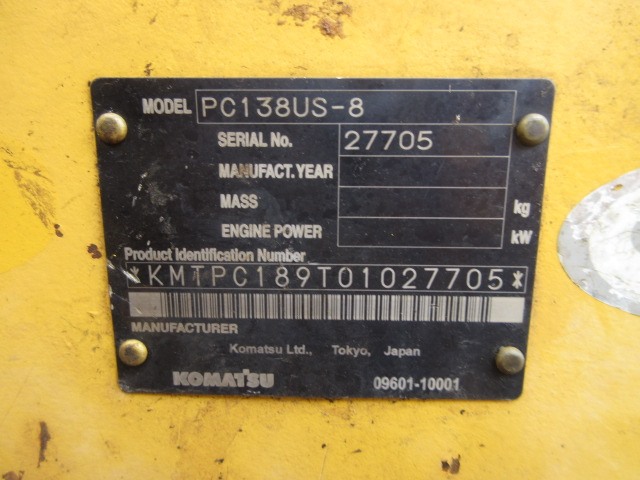 MODEL PC138US-8
SERIAL No. 27705
MANUFACT.YEAR
MASS kg
ENGINE POWER kW
Product Identification Number
*KMTPC189T01027705*
MANUFACTURER
Komatsu Ltd., Tokyo, Japan
KOMATSU 09601-10001